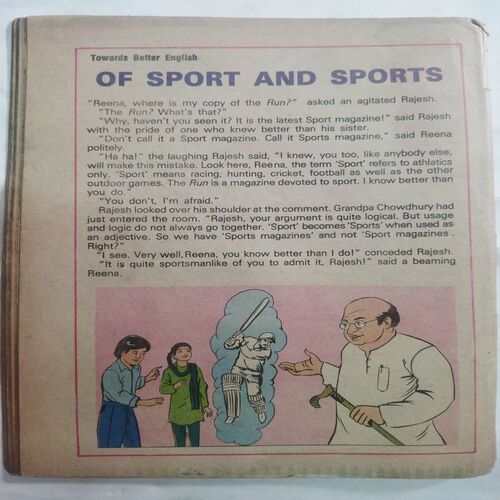 Towards Better English
OF SPORT AND SPORTS
"Reena, where is my copy of the Run?" asked an agitated Rajesh.
"The Run? What's that?"
"Why, haven't you seen it? It is the latest Sport magazine!" said Rajesh
with the pride of one who knew better than his sister.
"Don't call it a Sport magazine. Call it Sports magazine," said Reena
politely.
"Ha ha!" the laughing Rajesh said, "I knew, you too, like anybody else,
will make this mistake. Look here, Reena, the term 'Sport' refers to athlatics
only. 'Sport' means racing, hunting, cricket, football as well as the other
outdoor games. The Run is a magazine devoted to sport. I know better than
you do."
"You don't, I'm afraid."
Rajesh looked over his shoulder at the comment. Grandpa Chowdhury had
just entered the room. "Rajesh, your argument is quite logical. But usage
and logic do not always go together. 'Sport' becomes 'Sports' when used as
an adjective. So we have 'Sports magazines' and not 'Sport magazines.
Right?"
"I see. Very well, Reena, you know better than I do!" conceded Rajesh.
"It is quite sportsmanlike of you to admit it, Rajesh!" said a beaming
Reena.